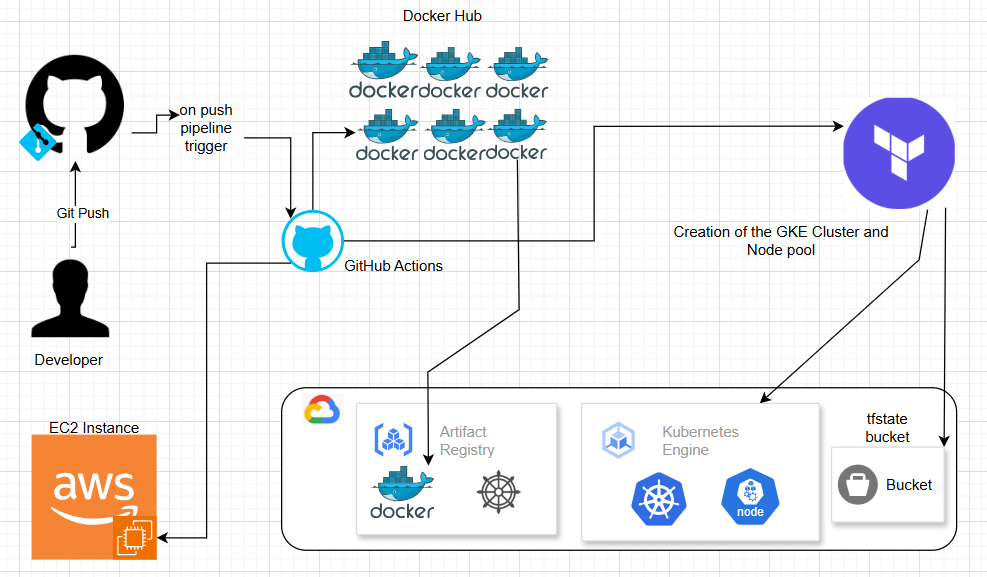 Docker Hub
docker docker docker
docker docker docker
on push
pipeline
trigger
Git Push
Creation of the GKE Cluster and
Node pool
GitHub Actions
Developer
EC2 Instance
aws
Artifact
Registry
docker
Kubernetes
Engine
node
tfstate
bucket
Bucket